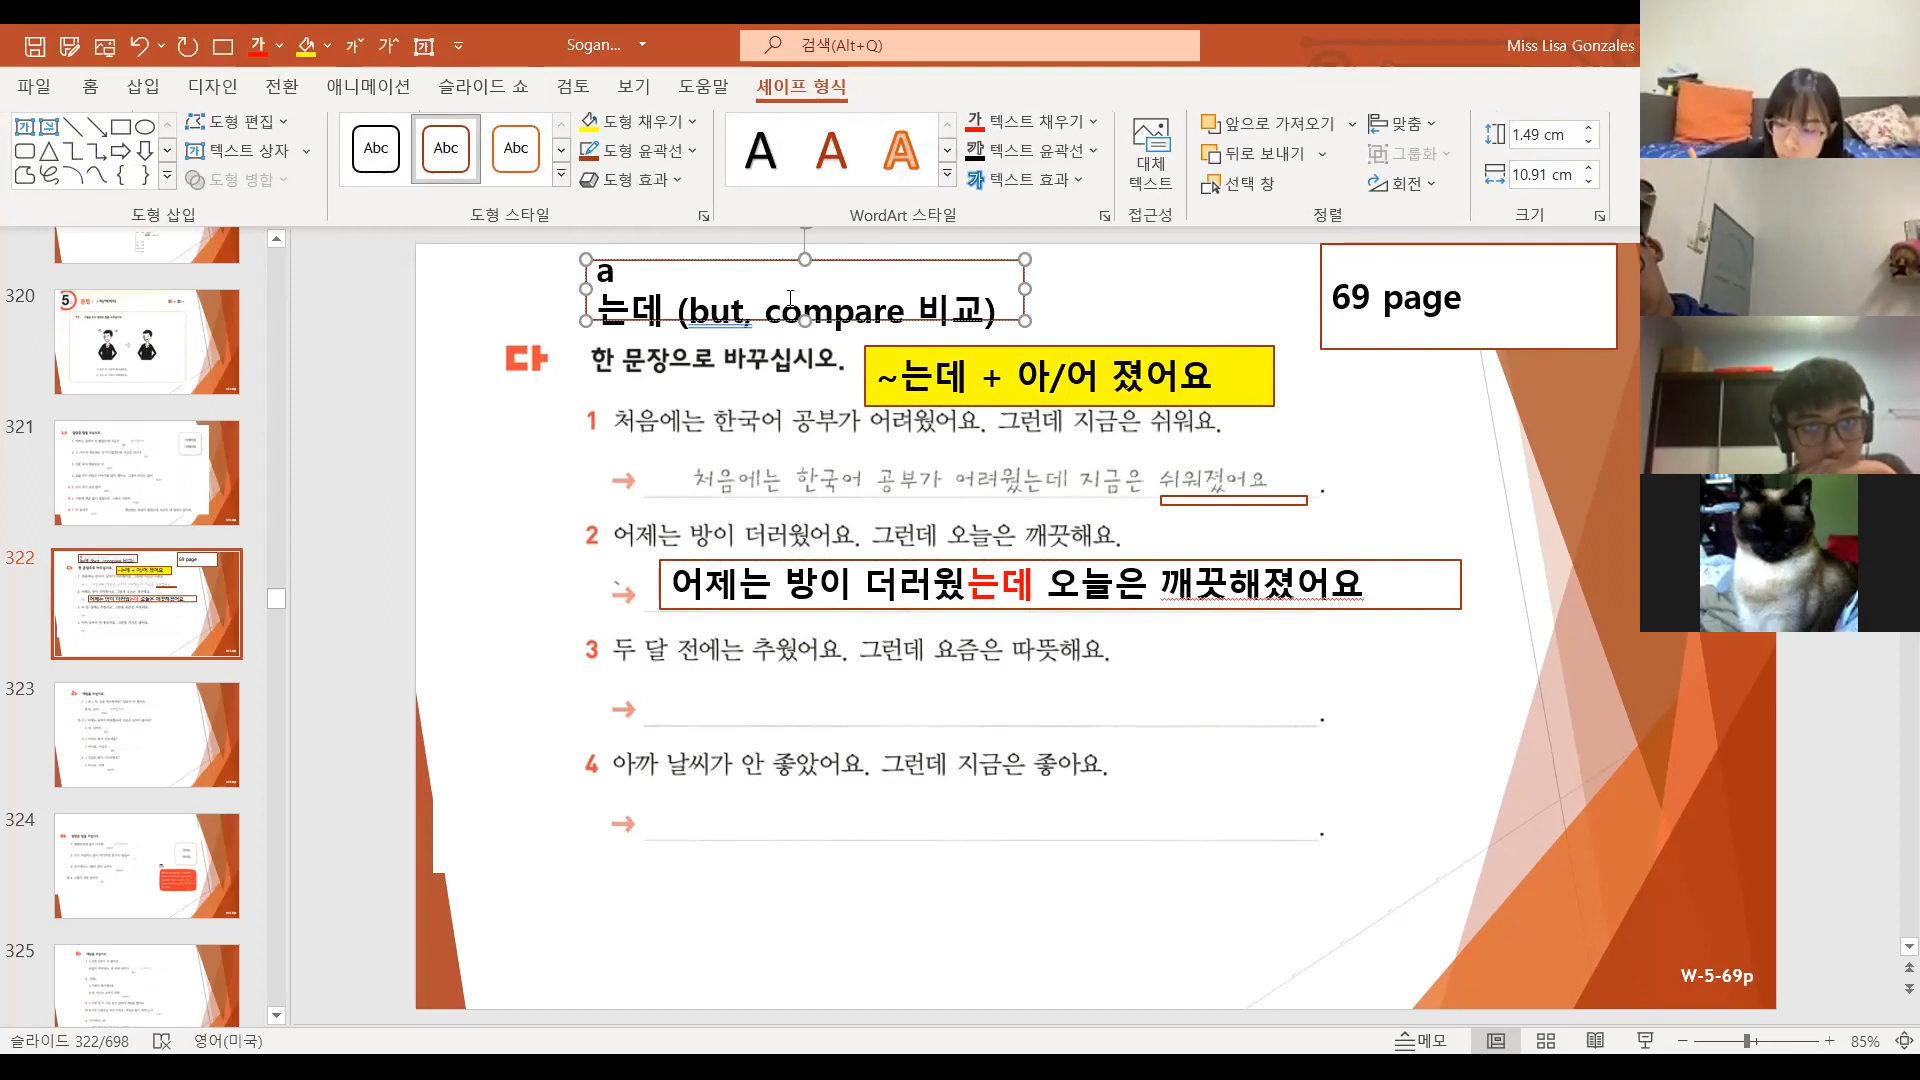 Sogan...
검색(Alt+Q)
Miss Lisa Gonzales
파일 홈 삽입 디자인 전환 애니메이션 슬라이드 쇼 검토 보기 도움말 셰이프 형식
도형 편집
텍스트 상자
도형 병합
도형 삽입
Abc Abc Abc
도형 채우기
도형 윤곽선
도형 효과
도형 스타일
A A A
텍스트 채우기
텍스트 윤곽선
텍스트 효과
WordArt 스타일
대체
텍스트
접근성
앞으로 가져오기
뒤로 보내기
선택 창
맞춤
그룹화
회전
정렬
1.49 cm
10.91 cm
크기
320
321
322
323
324
325
a
는데 (but, compare 비교)
69 page
다 한 문장으로 바꾸십시오.
~는데 + 아/어 졌어요
1 처음에는 한국어 공부가 어려웠어요. 그런데 지금은 쉬워요.
→ 처음에는 한국어 공부가 어려웠는데 지금은 쉬워졌어요.
2 어제는 방이 더러웠어요. 그런데 오늘은 깨끗해요.
→ 어제는 방이 더러웠는데 오늘은 깨끗해졌어요
3 두 달 전에는 추웠어요. 그런데 요즘은 따뜻해요.
→ .
4 아까 날씨가 안 좋았어요. 그런데 지금은 좋아요.
→ .
W-5-69p
슬라이드 322/698
영어(미국)
메모
85%